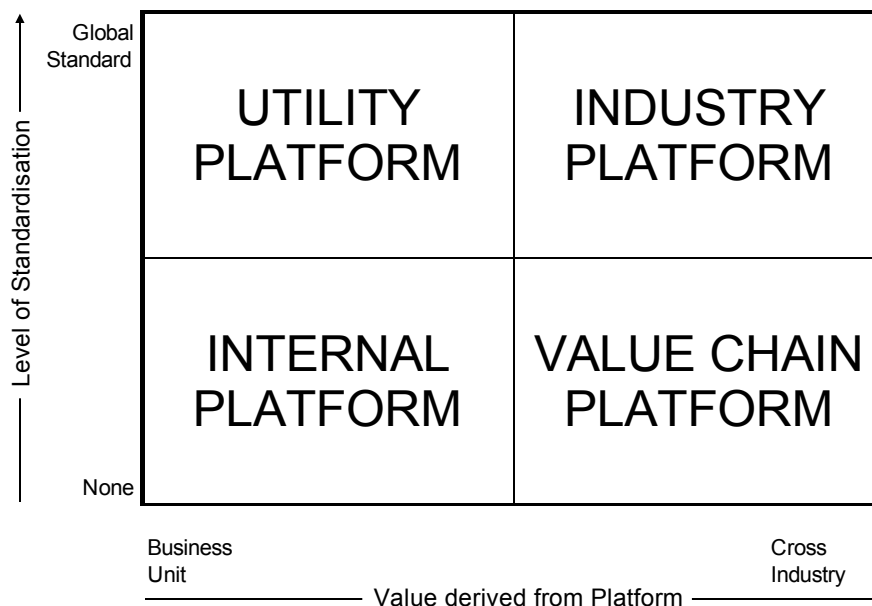 Global
Standard
Level of Standardisation
UTILITY
PLATFORM
INDUSTRY
PLATFORM
INTERNAL
PLATFORM
VALUE CHAIN
PLATFORM
None
Business
Unit
Cross
Industry
Value derived from Platform